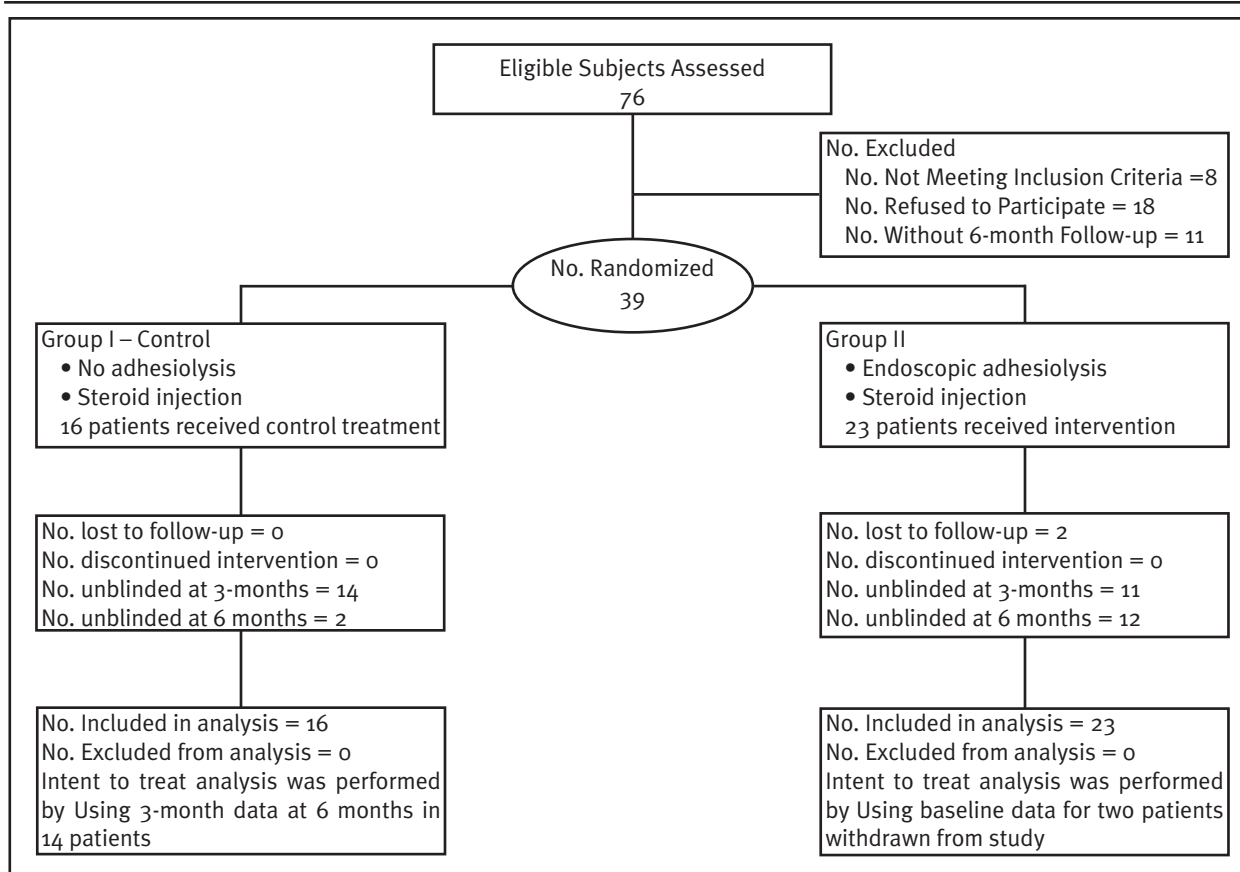 Eligible Subjects Assessed
76
No. Excluded
No. Not Meeting Inclusion Criteria =8
No. Refused to Participate = 18
No. Without 6-month Follow-up = 11
No. Randomized
39
Group I – Control
• No adhesiolysis
• Steroid injection
16 patients received control treatment
Group II
• Endoscopic adhesiolysis
• Steroid injection
23 patients received intervention
No. lost to follow-up = 0
No. discontinued intervention = 0
No. unblinded at 3-months = 14
No. unblinded at 6 months = 2
No. lost to follow-up = 2
No. discontinued intervention = 0
No. unblinded at 3-months = 11
No. unblinded at 6 months = 12
No. Included in analysis = 16
No. Excluded from analysis = 0
Intent to treat analysis was performed
by Using 3-month data at 6 months in
14 patients
No. Included in analysis = 23
No. Excluded from analysis = 0
Intent to treat analysis was performed
by Using baseline data for two patients
withdrawn from study